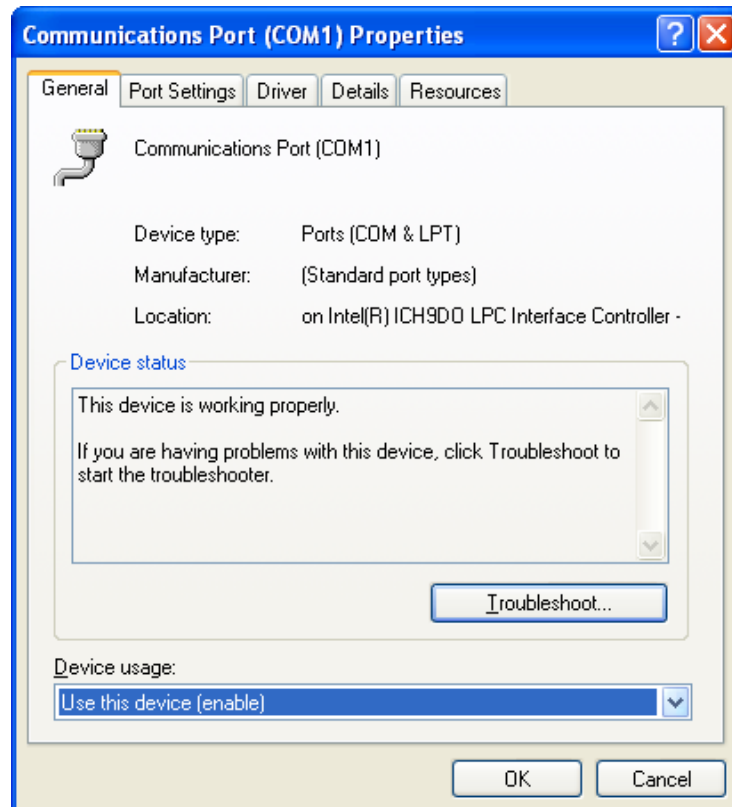 Communications Port (COM1) Properties
General Port Settings Driver Details Resources
Communications Port (COM1)
Device type: Ports (COM & LPT)
Manufacturer: (Standard port types)
Location: on Intel(R) ICH9DO LPC Interface Controller -
Device status
This device is working properly.
If you are having problems with this device, click Troubleshoot to
start the troubleshooter.
Troubleshoot...
Device usage:
Use this device (enable)
OK Cancel